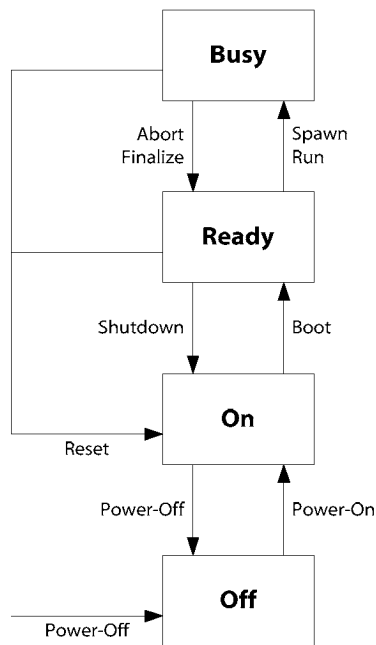 Busy
Abort
Finalize
Spawn
Run
Ready
Shutdown
Boot
On
Reset
Power-Off
Power-On
Off
Power-Off